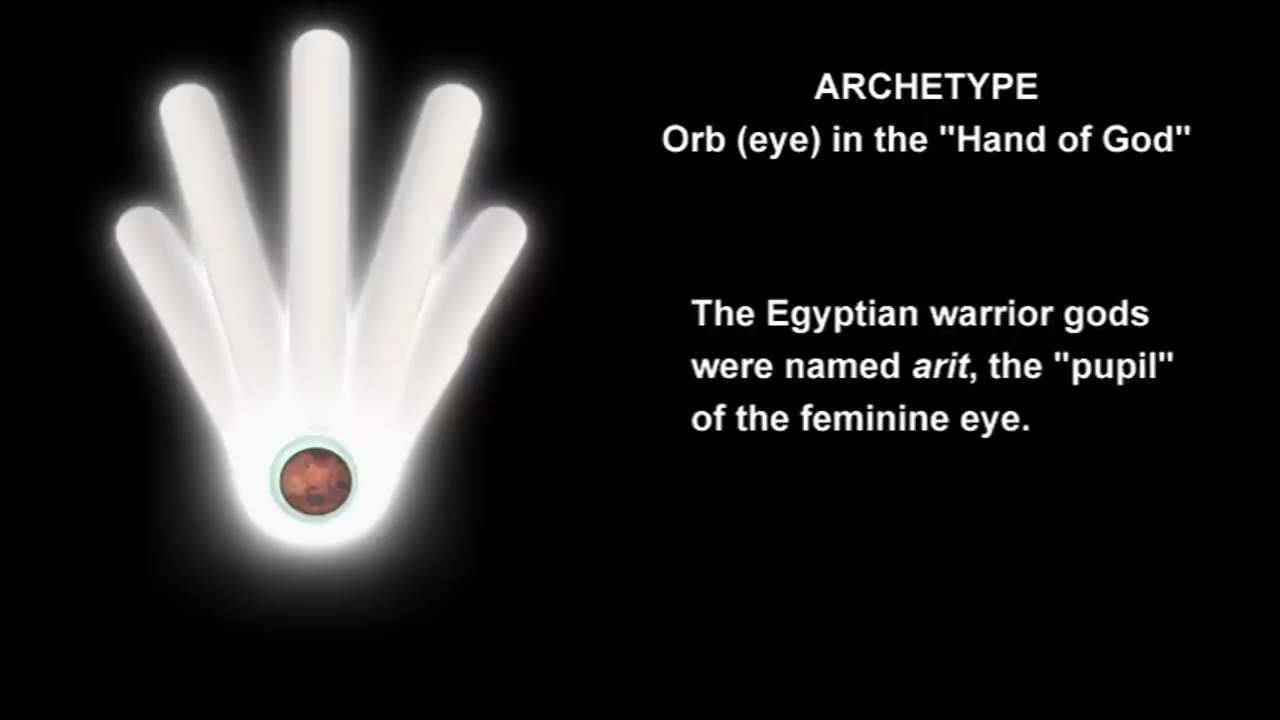 ARCHETYPE
Orb (eye) in the "Hand of God"
The Egyptian warrior gods
were named arit, the "pupil"
of the feminine eye.